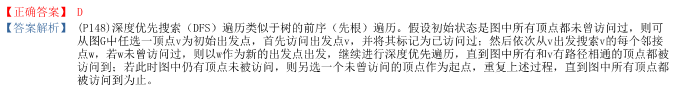 【正确答案】 D
【答案解析】 (P148)深度优先搜索（DFS）遍历类似于树的前序（先根）遍历。假设初始状态是图中所有顶点都未曾访问过，则可
从图G中任选一顶点v为初始出发点，首先访问出发点v，并将其标记为已访问过；然后依次从v出发搜索v的每个邻接
点w，若w未曾访问过，则以w作为新的出发点出发，继续进行深度优先遍历，直到图中所有和v有路径相通的顶点都被
访问到；若此时图中仍有顶点未被访问，则另选一个未曾访问的顶点作为起点，重复上述过程，直到图中所有顶点都
被访问到为止。